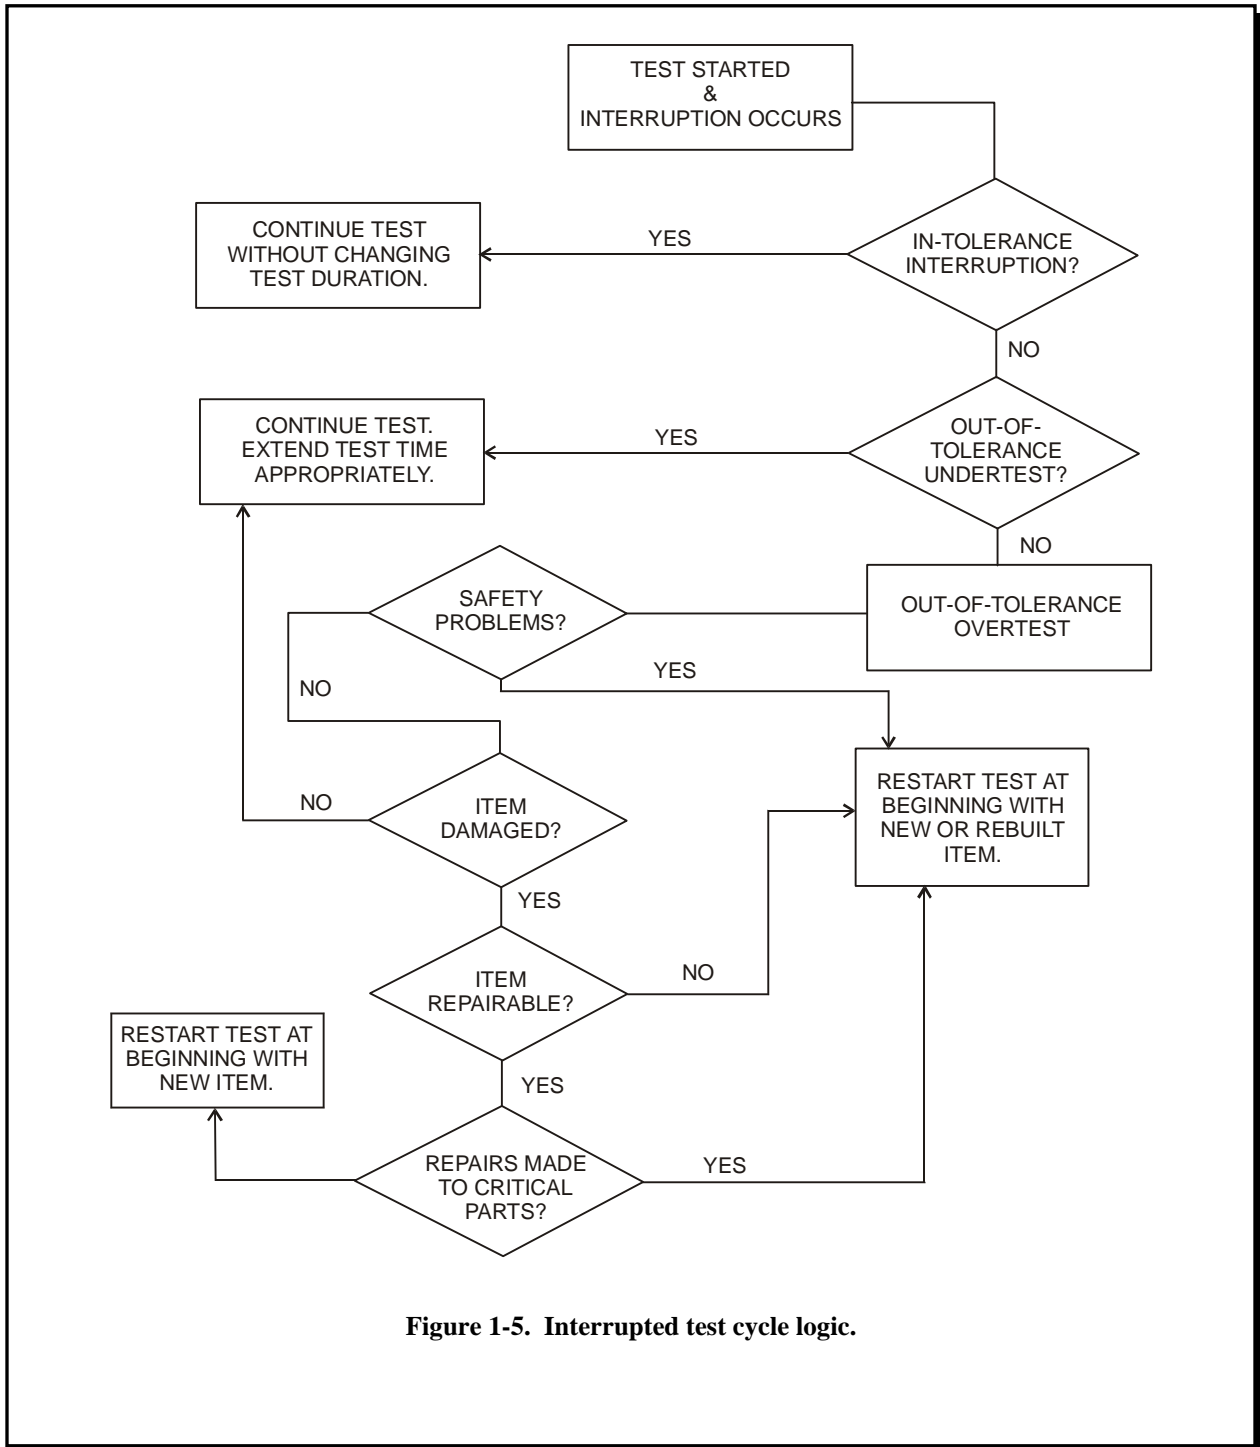 TEST STARTED
&
INTERRUPTION OCCURS
CONTINUE TEST
WITHOUT CHANGING
TEST DURATION.
YES
IN-TOLERANCE
INTERRUPTION?
NO
CONTINUE TEST.
EXTEND TEST TIME
APPROPRIATELY.
YES
OUT-OF-
TOLERANCE
UNDERTEST?
NO
SAFETY
PROBLEMS?
OUT-OF-TOLERANCE
OVERTEST
YES
NO
RESTART TEST AT
BEGINNING WITH
NEW OR REBUILT
ITEM.
NO
ITEM
DAMAGED?
YES
ITEM
REPAIRABLE?
NO
RESTART TEST AT
BEGINNING WITH
NEW ITEM.
YES
REPAIRS MADE
TO CRITICAL
PARTS?
YES
Figure 1-5. Interrupted test cycle logic.